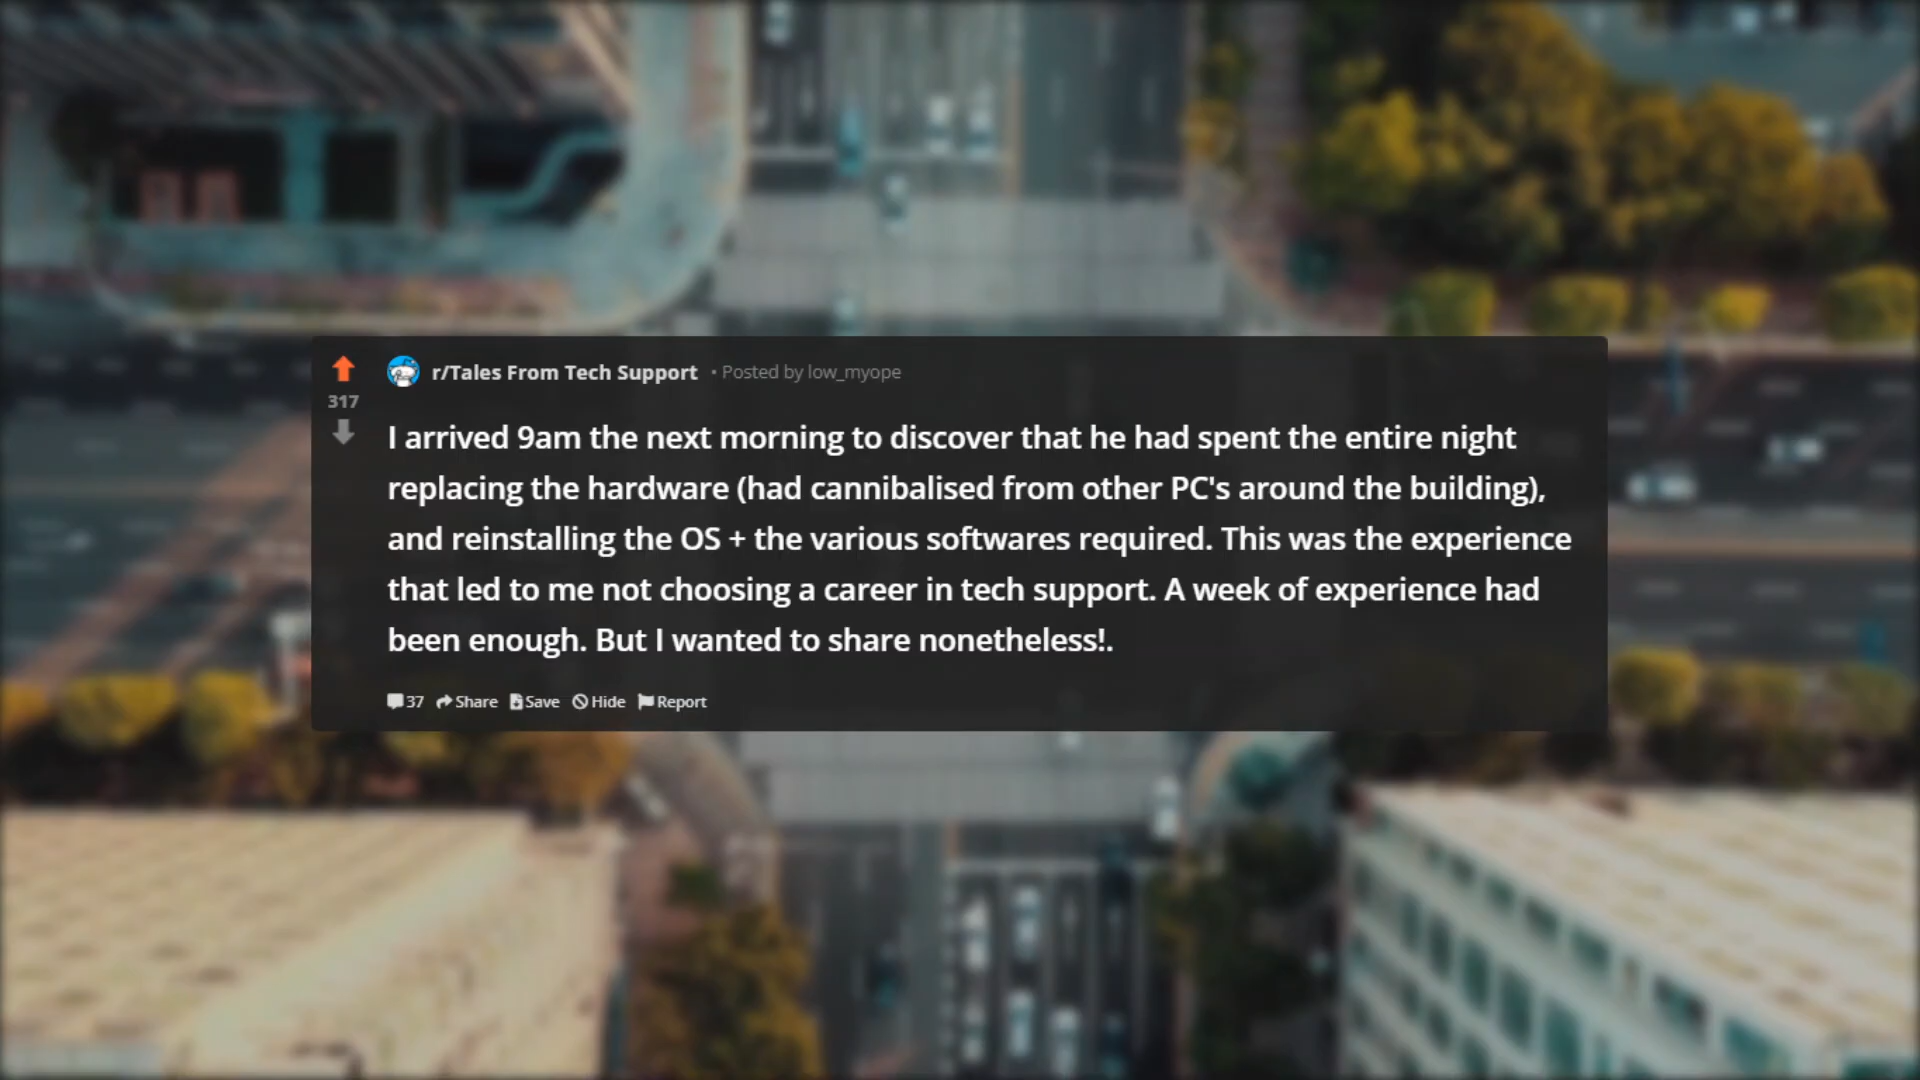 r/Tales From Tech Support • Posted by low_myope
317
I arrived 9am the next morning to discover that he had spent the entire night
replacing the hardware (had cannibalised from other PC's around the building),
and reinstalling the OS + the various softwares required. This was the experience
that led to me not choosing a career in tech support. A week of experience had
been enough. But I wanted to share nonetheless!.
37 Share Save Hide Report